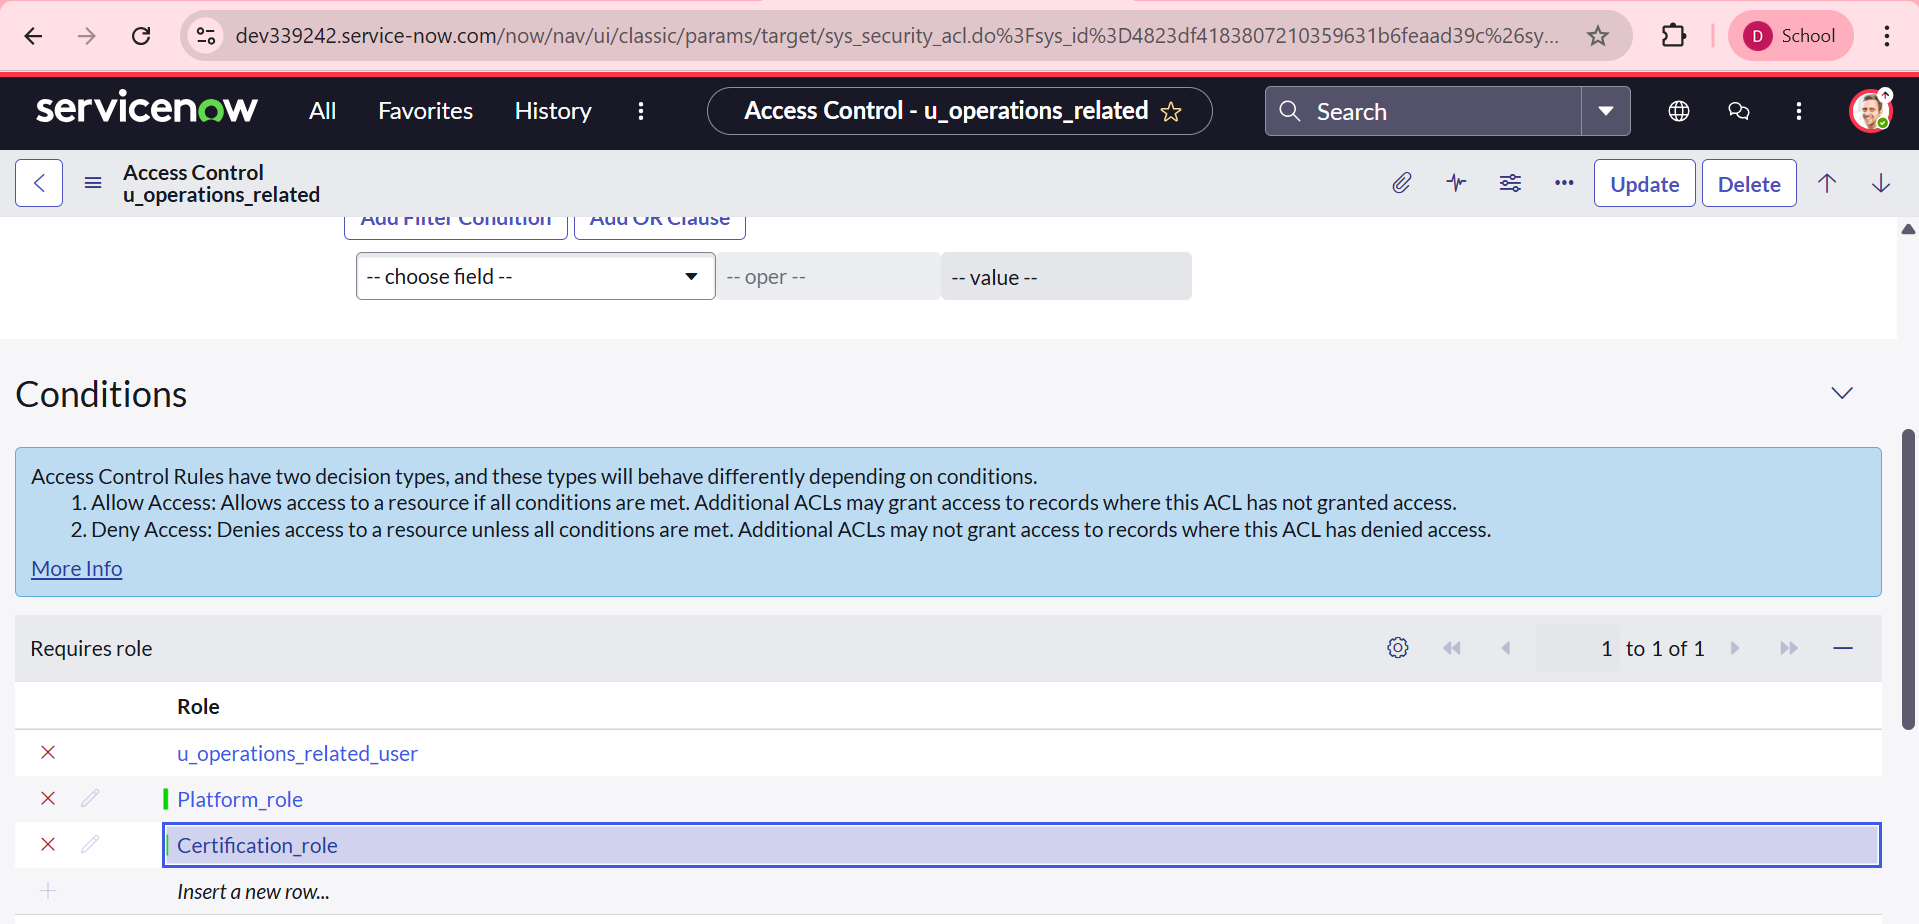 dev339242.service-now.com/now/nav/ui/classic/params/target/sys_security_acl.do%3Fsys_id%3D4823df4183807210359631b6feaad39c%26sy...
D School
servicenow All Favorites History Access Control - u_operations_related Search
Access Control
u_operations_related
Update Delete
Add Filter Condition Add OR Clause
-- choose field -- -- oper -- -- value --
Conditions
Access Control Rules have two decision types, and these types will behave differently depending on conditions.
1. Allow Access: Allows access to a resource if all conditions are met. Additional ACLs may grant access to records where this ACL has not granted access.
2. Deny Access: Denies access to a resource unless all conditions are met. Additional ACLs may not grant access to records where this ACL has denied access.
More Info
Requires role 1 to 1 of 1
Role
u_operations_related_user
Platform_role
Certification_role
Insert a new row...